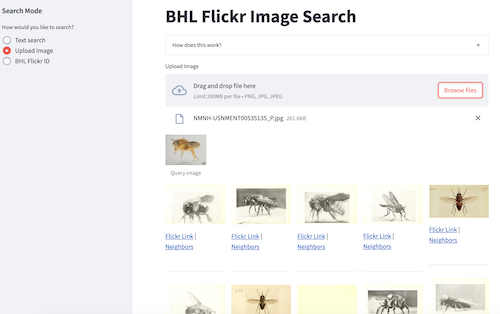 Search Mode
How would you like to search?
Text search
Upload Image
BHL Flickr ID
BHL Flickr Image Search
How does this work?
+
Upload Image
Drag and drop file here
Limit 200MB per file • PNG, JPG, JPEG
Browse files
NMNH-USNMENT00535135_P.jpg 281.6KB
Query Image
Flickr Link |
Neighbors
Flickr Link |
Neighbors
Flickr Link |
Neighbors
Flickr Link |
Neighbors
Flickr Link |
Neighbors